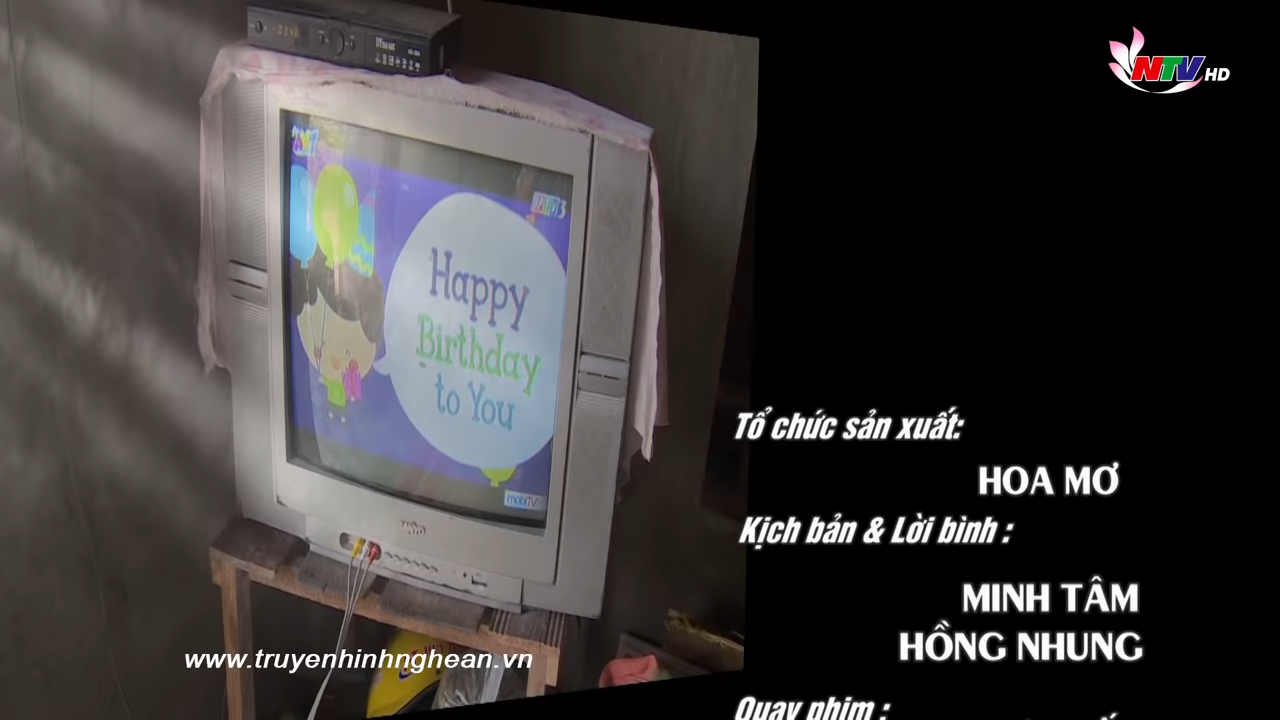 NTV HD
Happy
Birthday
to You
mobiTV
SANYO
Tổ chức sản xuất:
HOA MƠ
Kịch bản & Lời bình :
MINH TÂM
HỒNG NHUNG
www.truyenhinhnghean.vn
Quay phim :